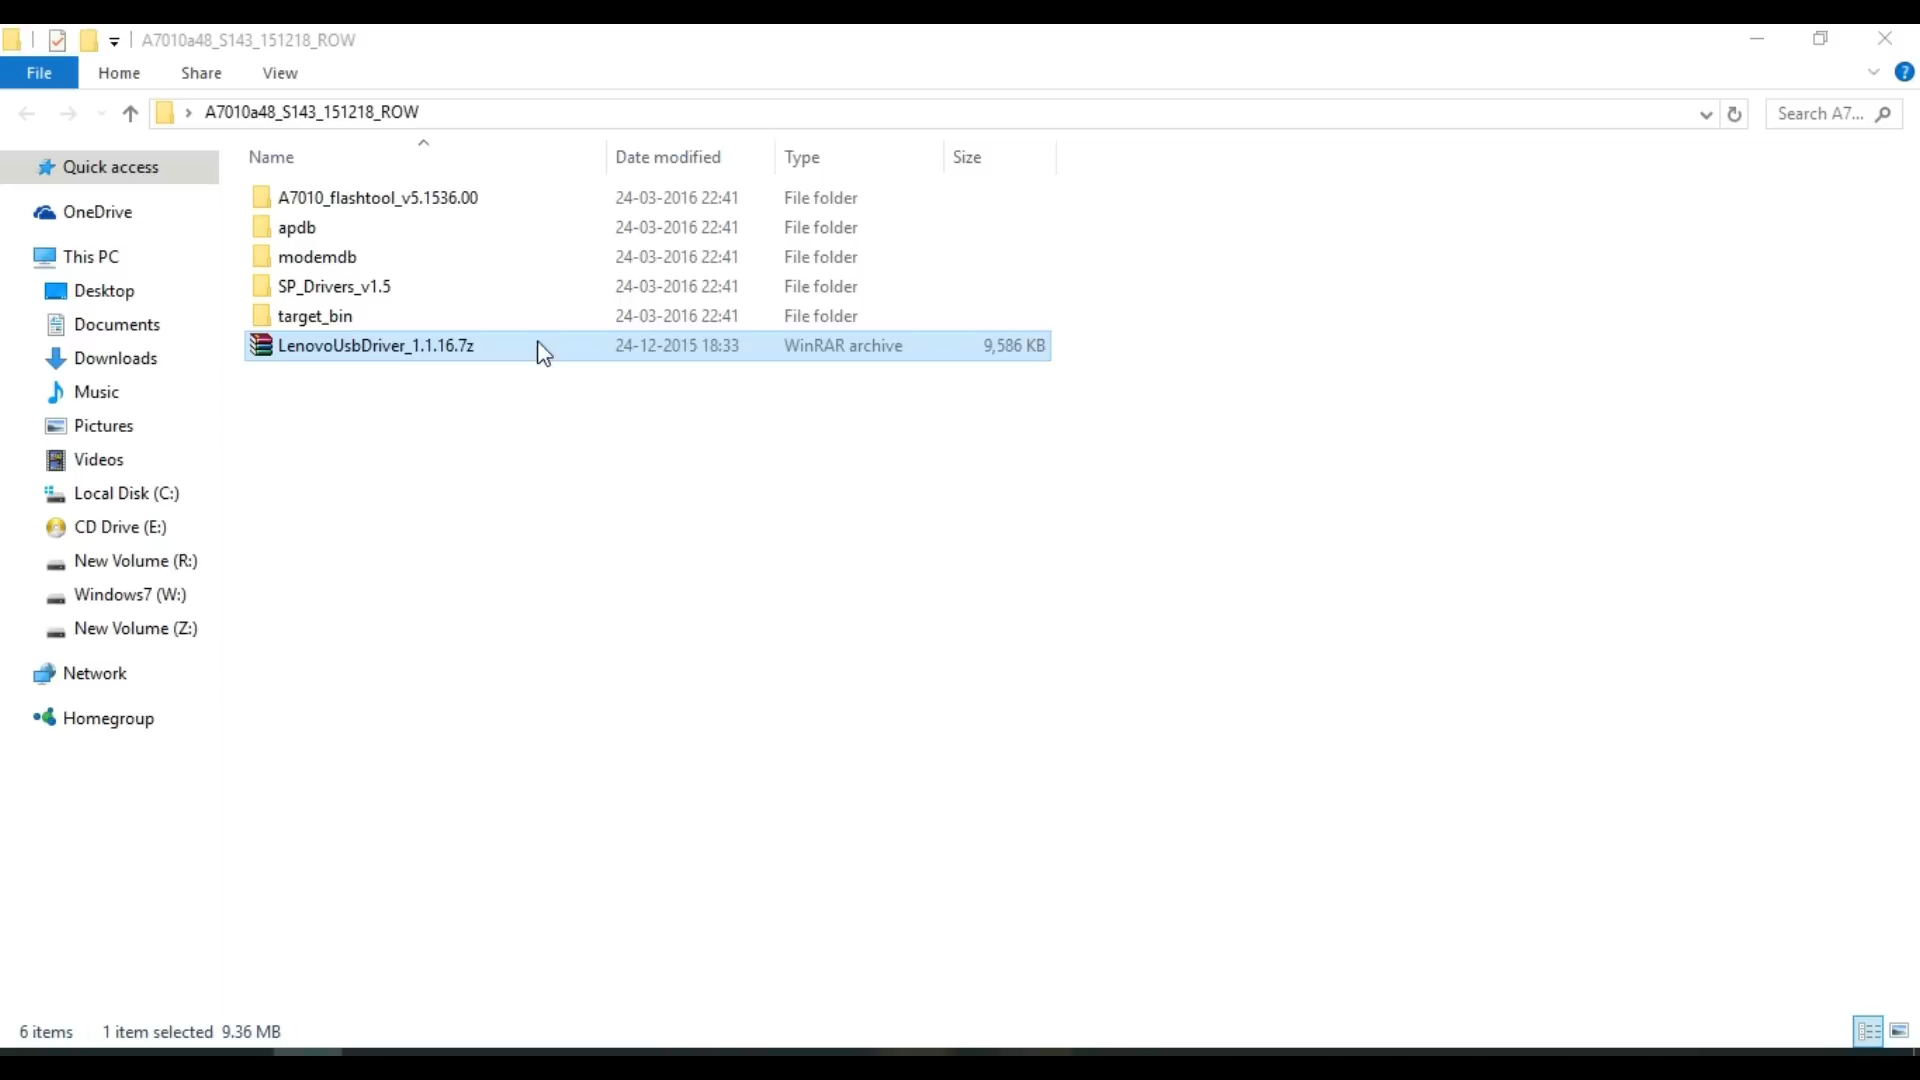 A7010a48_S143_151218_ROW
File Home Share View
A7010a48_S143_151218_ROW
Search A7...
Name Date modified Type Size
Quick access
OneDrive
This PC
Desktop
Documents
Downloads
Music
Pictures
Videos
Local Disk (C:)
CD Drive (E:)
New Volume (R:)
Windows7 (W:)
New Volume (Z:)
Network
Homegroup
A7010_flashtool_v5.1536.00 24-03-2016 22:41 File folder
apdb 24-03-2016 22:41 File folder
modemdb 24-03-2016 22:41 File folder
SP_Drivers_v1.5 24-03-2016 22:41 File folder
target_bin 24-03-2016 22:41 File folder
LenovoUsbDriver_1.1.16.7z 24-12-2015 18:33 WinRAR archive 9,586 KB
6 items 1 item selected 9.36 MB